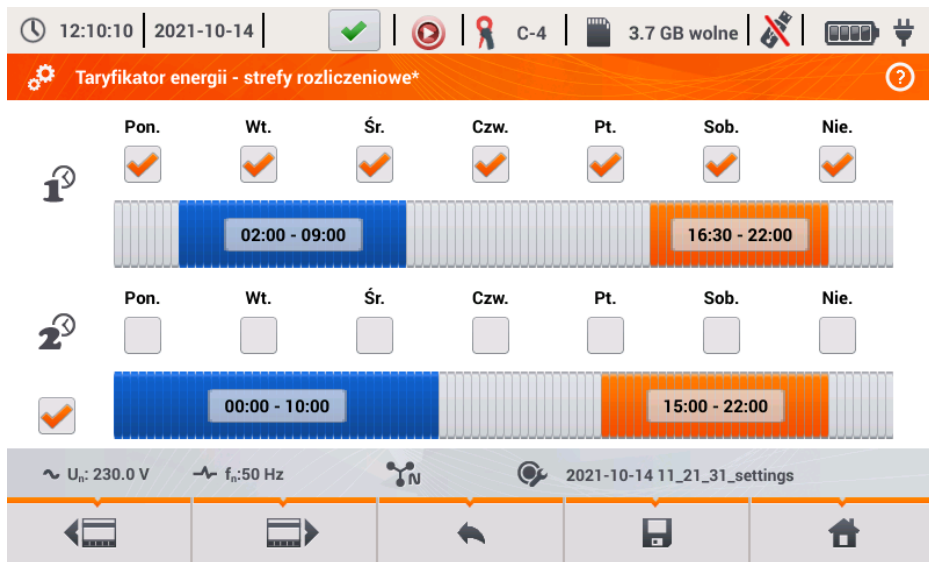 12:10:10 2021-10-14 C-4 3.7 GB wolne
Taryfikator energii - strefy rozliczeniowe* ?
Pon. Wt. Śr. Czw. Pt. Sob. Nie.
1
02:00 - 09:00 16:30 - 22:00
Pon. Wt. Śr. Czw. Pt. Sob. Nie.
2
00:00 - 10:00 15:00 - 22:00
Un: 230.0 V fn:50 Hz N 2021-10-14 11_21_31_settings